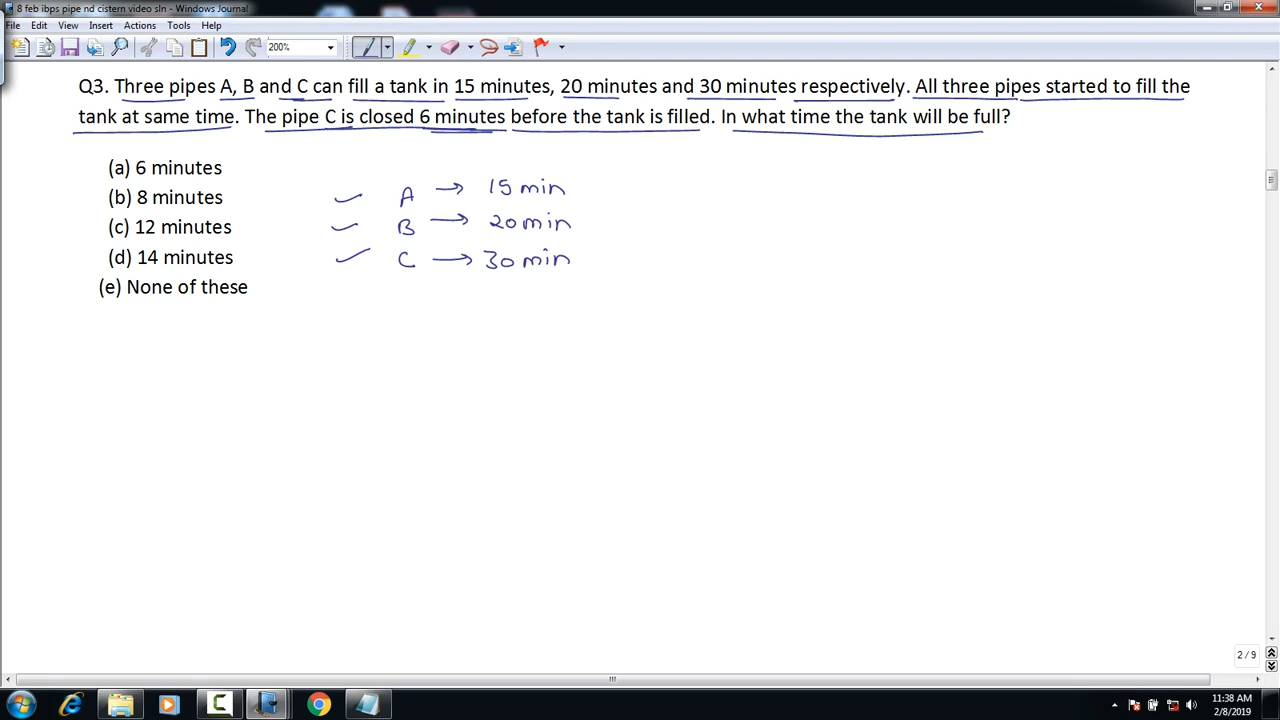 8 feb ibps pipe nd cistern video sln - Windows Journal
File Edit View Insert Actions Tools Help
200%
Q3. Three pipes A, B and C can fill a tank in 15 minutes, 20 minutes and 30 minutes respectively. All three pipes started to fill the
tank at same time. The pipe C is closed 6 minutes before the tank is filled. In what time the tank will be full?
(a) 6 minutes
(b) 8 minutes
(c) 12 minutes
(d) 14 minutes
(e) None of these
A → 15 min
B → 20 min
C → 30 min
2 / 9
11:38 AM
2/8/2019